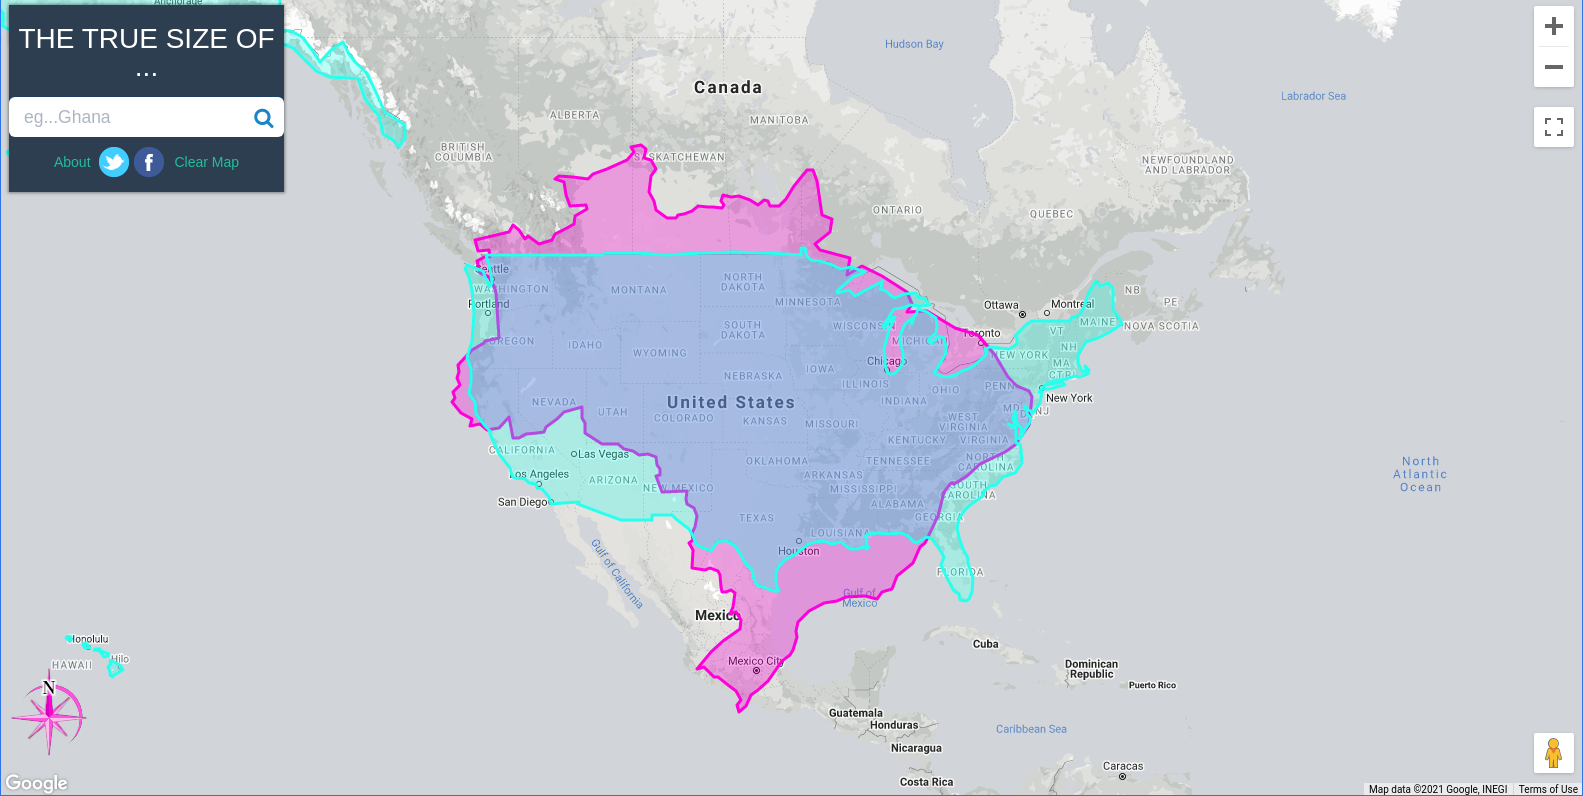 Anchorage
THE TRUE SIZE OF
...
eg...Ghana
About
Clear Map
Hudson Bay
Canada
Labrador Sea
ALBERTA
MANITOBA
BRITISH
COLUMBIA
SASKATCHEWAN
NEWFOUNDLAND
AND LABRADOR
ONTARIO
QUEBEC
Seattle
WASHINGTON
MONTANA
NORTH
DAKOTA
MINNESOTA
Portland
Ottawa
Montreal
NB
PE
NOVA SCOTIA
MAINE
OREGON
IDAHO
WYOMING
SOUTH
DAKOTA
WISCONSIN
MICHIGAN
Toronto
VT
NH
NEW YORK
MA
CT
RI
Chicago
IOWA
NEBRASKA
ILLINOIS
INDIANA
OHIO
PENN
New York
NEVADA
UTAH
United States
COLORADO
KANSAS
MISSOURI
WEST
VIRGINIA
MD
DE
NJ
KENTUCKY
VIRGINIA
CALIFORNIA
Las Vegas
OKLAHOMA
TENNESSEE
NORTH
CAROLINA
Los Angeles
ARIZONA
NEW MEXICO
ARKANSAS
MISSISSIPPI
SOUTH
CAROLINA
San Diego
TEXAS
ALABAMA
GEORGIA
LOUISIANA
Houston
North
Atlantic
Ocean
Gulf of California
FLORIDA
Gulf of
Mexico
Mexico
Honolulu
HAWAII
Hilo
Mexico City
Cuba
Dominican
Republic
Puerto Rico
N
Guatemala
Honduras
Caribbean Sea
Nicaragua
Caracas
Costa Rica
Google
Map data ©2021 Google, INEGI
Terms of Use